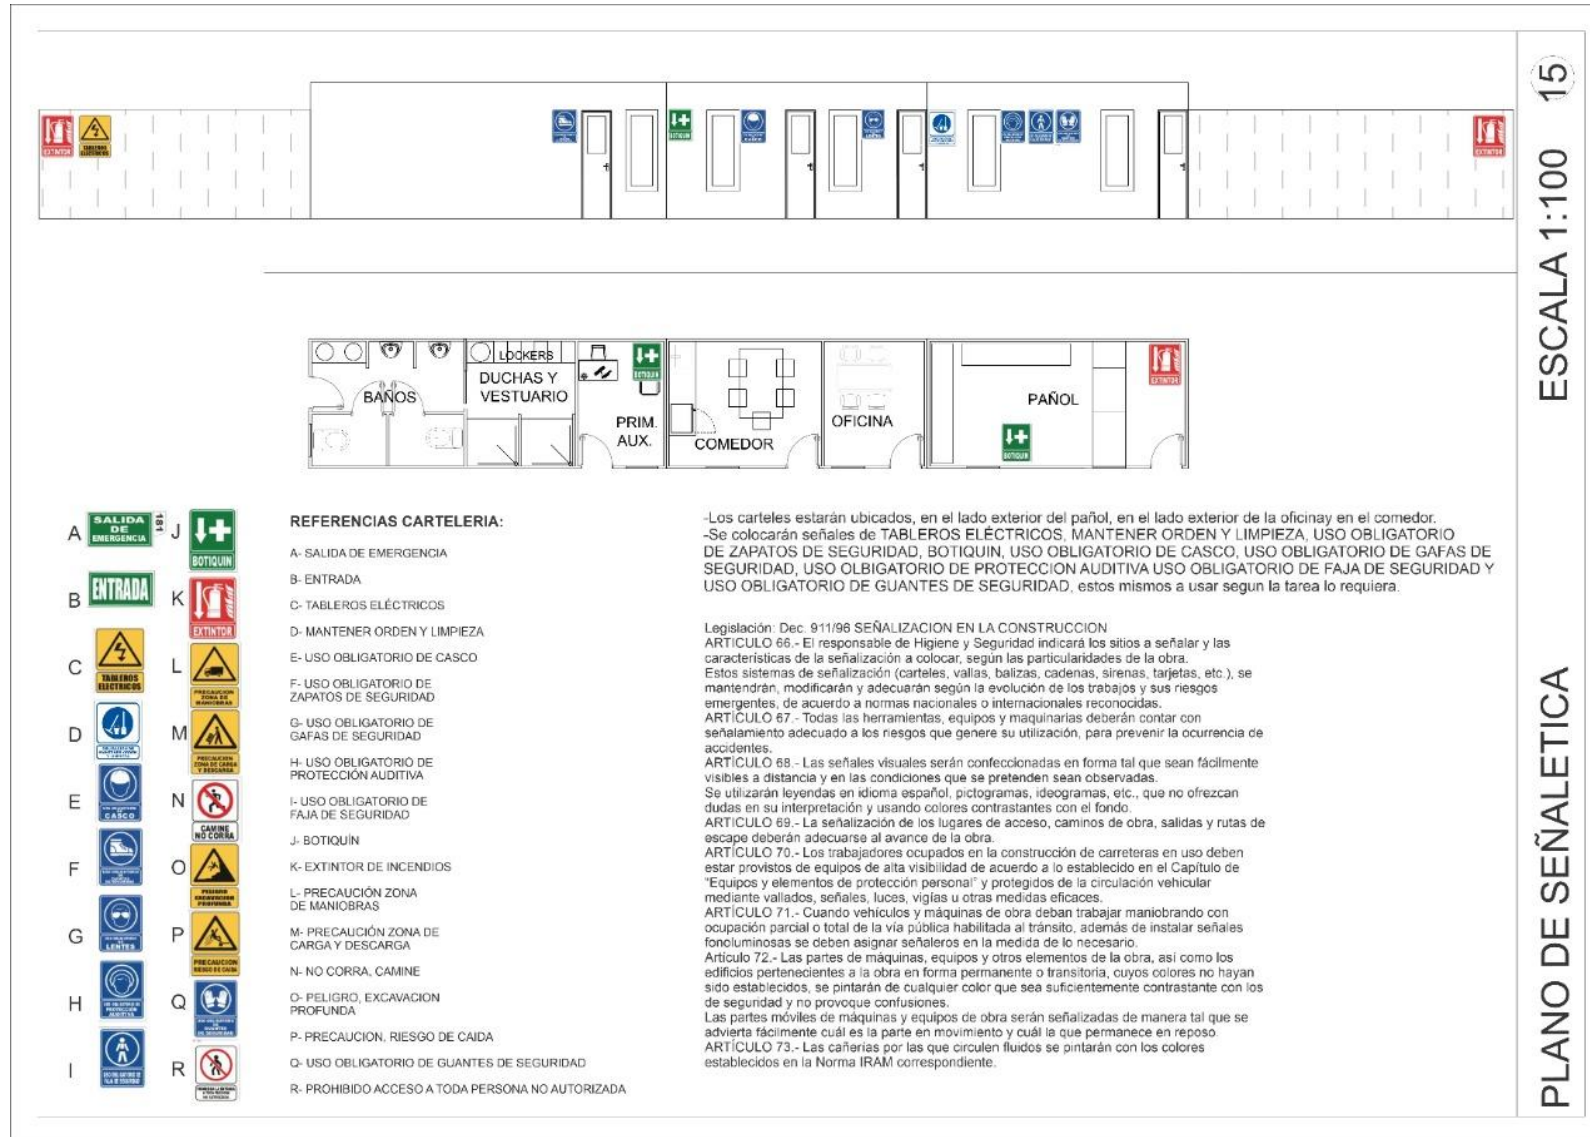 EXTINTOR
TABLEROS
ELÉCTRICOS
BOTIQUIN
LENTES
EXTINTOR
ESCALA 1:100 15
LOCKERS
DUCHAS Y
VESTUARIO
BAÑOS
BOTIQUIN
PRIM.
AUX.
COMEDOR
OFICINA
PAÑOL
BOTIQUIN
EXTINTOR
A SALIDA
DE
EMERGENCIA
181
B ENTRADA
C TABLEROS
ELECTRICOS
D
E CASCO
F
G LENTES
H
I
J BOTIQUIN
K EXTINTOR
L PRECAUCION
ZONA DE
MANIOBRAS
M PRECAUCION
ZONA DE CARGA
Y DESCARGA
N CAMINE
NO CORRA
O PELIGRO
EXCAVACION
PROFUNDA
P PRECAUCION
RIESGO DE CAIDA
Q
R
REFERENCIAS CARTELERIA:
A- SALIDA DE EMERGENCIA
B- ENTRADA
C- TABLEROS ELÉCTRICOS
D- MANTENER ORDEN Y LIMPIEZA
E- USO OBLIGATORIO DE CASCO
F- USO OBLIGATORIO DE
ZAPATOS DE SEGURIDAD
G- USO OBLIGATORIO DE
GAFAS DE SEGURIDAD
H- USO OBLIGATORIO DE
PROTECCIÓN AUDITIVA
I- USO OBLIGATORIO DE
FAJA DE SEGURIDAD
J- BOTIQUÍN
K- EXTINTOR DE INCENDIOS
L- PRECAUCIÓN ZONA
DE MANIOBRAS
M- PRECAUCIÓN ZONA DE
CARGA Y DESCARGA
N- NO CORRA, CAMINE
O- PELIGRO, EXCAVACION
PROFUNDA
P- PRECAUCION, RIESGO DE CAIDA
Q- USO OBLIGATORIO DE GUANTES DE SEGURIDAD
R- PROHIBIDO ACCESO A TODA PERSONA NO AUTORIZADA
-Los carteles estarán ubicados, en el lado exterior del pañol, en el lado exterior de la oficinay en el comedor.
-Se colocarán señales de TABLEROS ELÉCTRICOS, MANTENER ORDEN Y LIMPIEZA, USO OBLIGATORIO
DE ZAPATOS DE SEGURIDAD, BOTIQUIN, USO OBLIGATORIO DE CASCO, USO OBLIGATORIO DE GAFAS DE
SEGURIDAD, USO OLBIGATORIO DE PROTECCION AUDITIVA USO OBLIGATORIO DE FAJA DE SEGURIDAD Y
USO OBLIGATORIO DE GUANTES DE SEGURIDAD, estos mismos a usar segun la tarea lo requiera.
Legislación: Dec. 911/96 SEÑALIZACION EN LA CONSTRUCCION
ARTICULO 66.- El responsable de Higiene y Seguridad indicará los sitios a señalar y las
características de la señalización a colocar, según las particularidades de la obra.
Estos sistemas de señalización (carteles, vallas, balizas, cadenas, sirenas, tarjetas, etc.), se
mantendrán, modificarán y adecuarán según la evolución de los trabajos y sus riesgos
emergentes, de acuerdo a normas nacionales o internacionales reconocidas.
ARTÍCULO 67.- Todas las herramientas, equipos y maquinarias deberán contar con
señalamiento adecuado a los riesgos que genere su utilización, para prevenir la ocurrencia de
accidentes.
ARTÍCULO 68.- Las señales visuales serán confeccionadas en forma tal que sean fácilmente
visibles a distancia y en las condiciones que se pretenden sean observadas.
Se utilizarán leyendas en idioma español, pictogramas, ideogramas, etc., que no ofrezcan
dudas en su interpretación y usando colores contrastantes con el fondo.
ARTÍCULO 69.- La señalización de los lugares de acceso, caminos de obra, salidas y rutas de
escape deberán adecuarse al avance de la obra.
ARTÍCULO 70.- Los trabajadores ocupados en la construcción de carreteras en uso deben
estar provistos de equipos de alta visibilidad de acuerdo a lo establecido en el Capítulo de
"Equipos y elementos de protección personal" y protegidos de la circulación vehicular
mediante vallados, señales, luces, vigías u otras medidas eficaces.
ARTÍCULO 71.- Cuando vehículos y máquinas de obra deban trabajar maniobrando con
ocupación parcial o total de la vía pública habilitada al tránsito, además de instalar señales
fonoluminosas se deben asignar señaleros en la medida de lo necesario.
Artículo 72.- Las partes de máquinas, equipos y otros elementos de la obra, así como los
edificios pertenecientes a la obra en forma permanente o transitoria, cuyos colores no hayan
sido establecidos, se pintarán de cualquier color que sea suficientemente contrastante con los
de seguridad y no provoque confusiones.
Las partes móviles de máquinas y equipos de obra serán señalizadas de manera tal que se
advierta fácilmente cuál es la parte en movimiento y cuál la que permanece en reposo.
ARTÍCULO 73.- Las cañerías por las que circulen fluidos se pintarán con los colores
establecidos en la Norma IRAM correspondiente.
PLANO DE SEÑALETICA